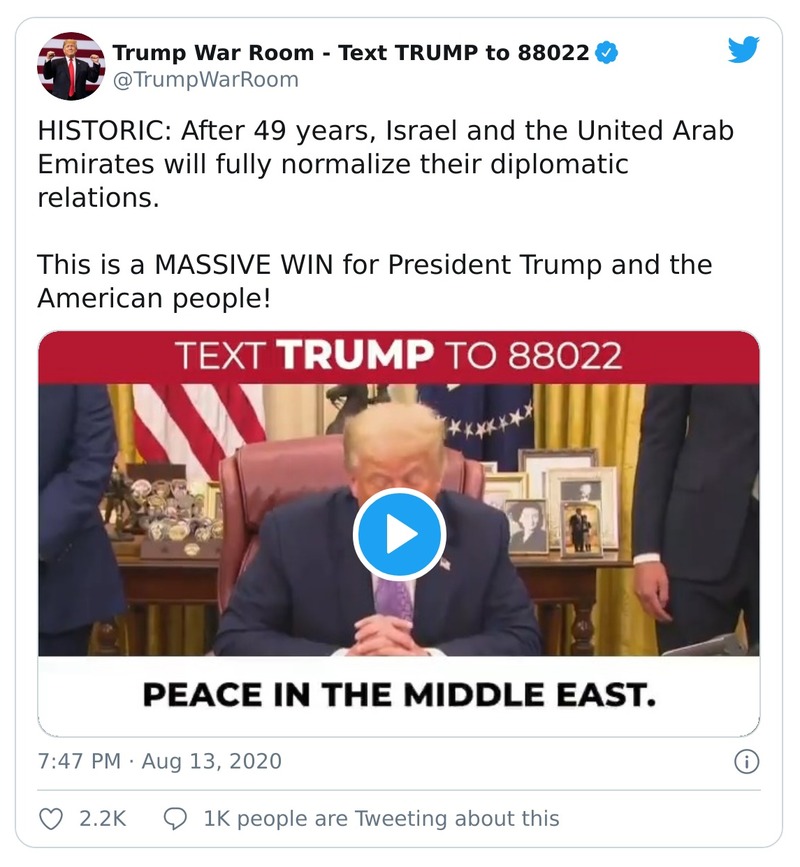 Trump War Room - Text TRUMP to 88022
@TrumpWarRoom
HISTORIC: After 49 years, Israel and the United Arab
Emirates will fully normalize their diplomatic
relations.
This is a MASSIVE WIN for President Trump and the
American people!
TEXT TRUMP TO 88022
PEACE IN THE MIDDLE EAST.
7:47 PM · Aug 13, 2020
2.2K 1K people are Tweeting about this